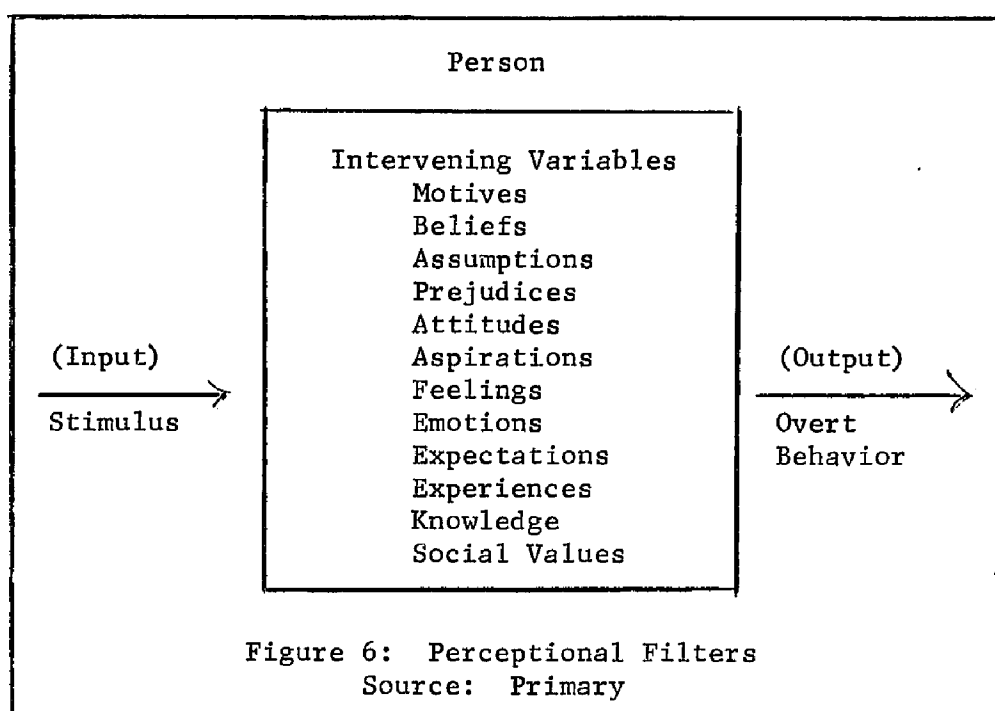 Person
Intervening Variables
Motives
Beliefs
Assumptions
Prejudices
Attitudes
Aspirations
Feelings
Emotions
Expectations
Experiences
Knowledge
Social Values
(Input)
Stimulus
(Output)
Overt
Behavior
Figure 6: Perceptional Filters
Source: Primary